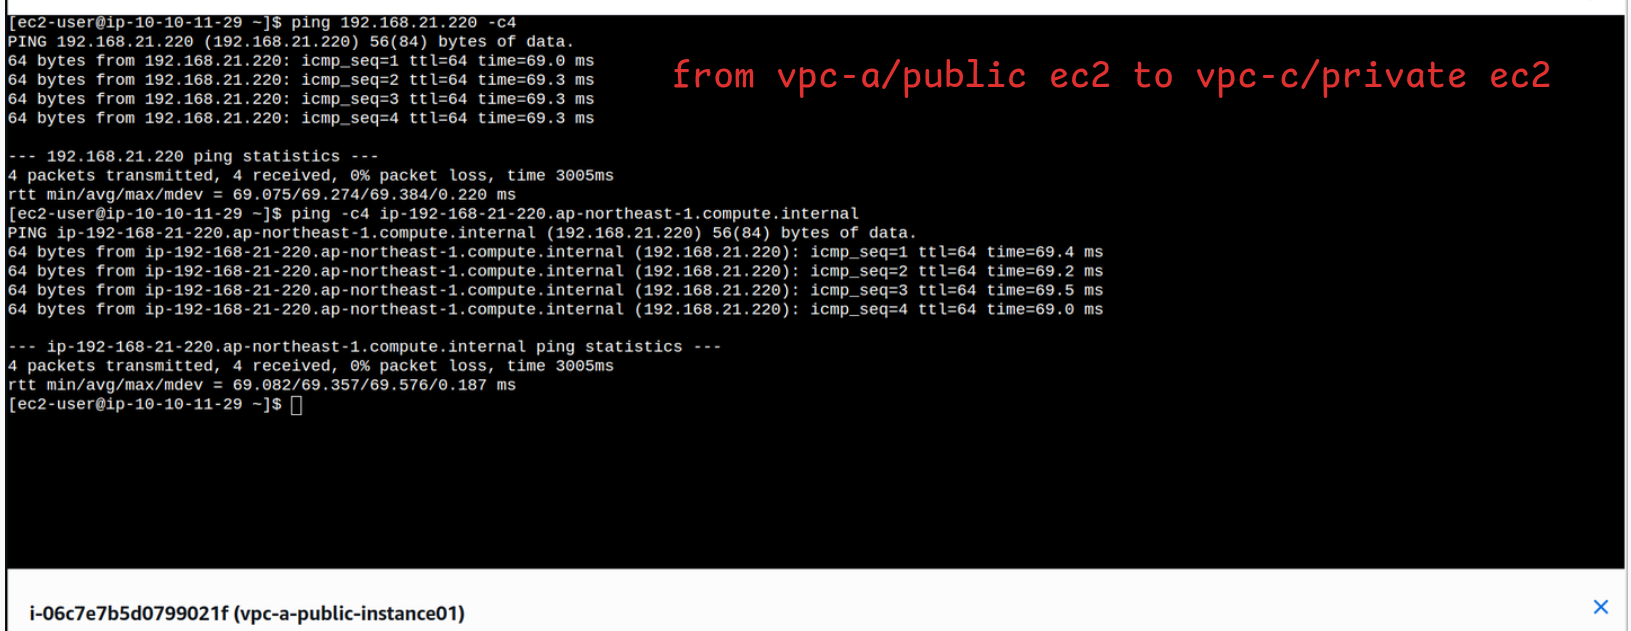 [ec2-user@ip-10-10-11-29 ~]$ ping 192.168.21.220 -c4
PING 192.168.21.220 (192.168.21.220) 56(84) bytes of data.
64 bytes from 192.168.21.220: icmp_seq=1 ttl=64 time=69.0 ms
64 bytes from 192.168.21.220: icmp_seq=2 ttl=64 time=69.3 ms
64 bytes from 192.168.21.220: icmp_seq=3 ttl=64 time=69.3 ms
64 bytes from 192.168.21.220: icmp_seq=4 ttl=64 time=69.3 ms
from vpc-a/public ec2 to vpc-c/private ec2
--- 192.168.21.220 ping statistics ---
4 packets transmitted, 4 received, 0% packet loss, time 3005ms
rtt min/avg/max/mdev = 69.075/69.274/69.384/0.220 ms
[ec2-user@ip-10-10-11-29 ~]$ ping -c4 ip-192-168-21-220.ap-northeast-1.compute.internal
PING ip-192-168-21-220.ap-northeast-1.compute.internal (192.168.21.220) 56(84) bytes of data.
64 bytes from ip-192-168-21-220.ap-northeast-1.compute.internal (192.168.21.220): icmp_seq=1 ttl=64 time=69.4 ms
64 bytes from ip-192-168-21-220.ap-northeast-1.compute.internal (192.168.21.220): icmp_seq=2 ttl=64 time=69.2 ms
64 bytes from ip-192-168-21-220.ap-northeast-1.compute.internal (192.168.21.220): icmp_seq=3 ttl=64 time=69.5 ms
64 bytes from ip-192-168-21-220.ap-northeast-1.compute.internal (192.168.21.220): icmp_seq=4 ttl=64 time=69.0 ms
--- ip-192-168-21-220.ap-northeast-1.compute.internal ping statistics ---
4 packets transmitted, 4 received, 0% packet loss, time 3005ms
rtt min/avg/max/mdev = 69.082/69.357/69.576/0.187 ms
[ec2-user@ip-10-10-11-29 ~]$
i-06c7e7b5d0799021f (vpc-a-public-instance01)